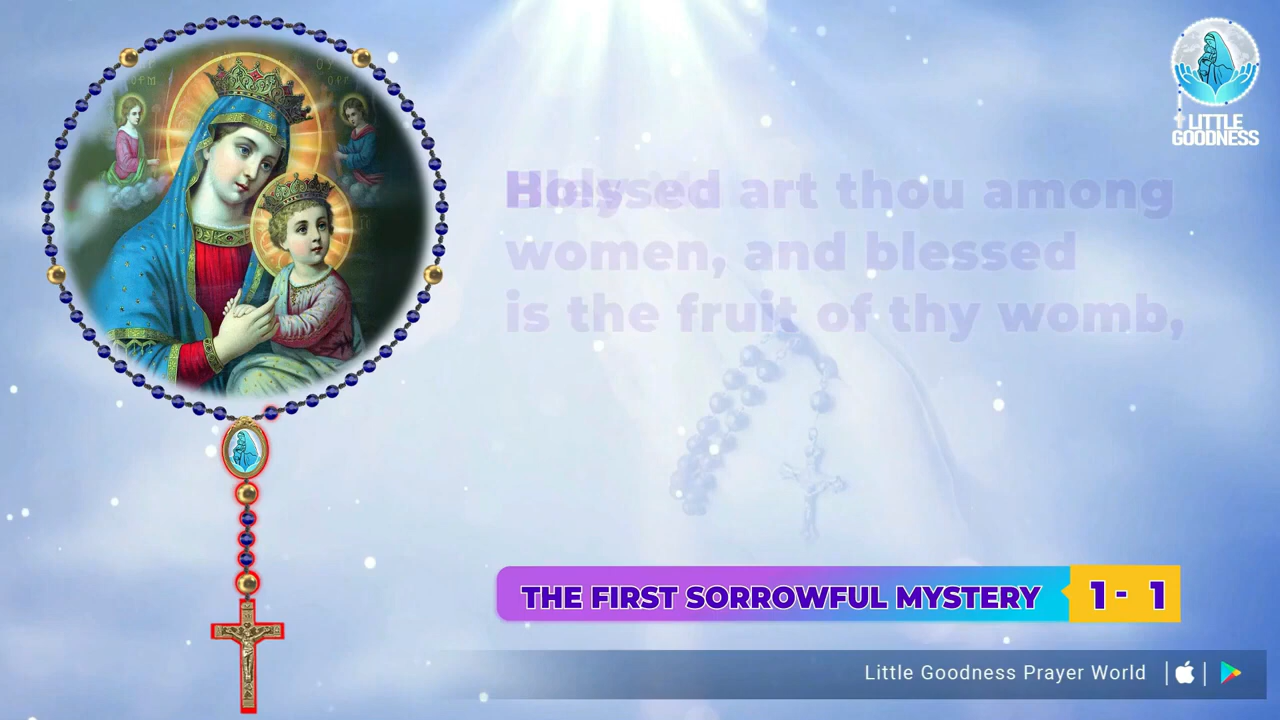 LITTLE
GOODNESS
Blessed art thou among
women, and blessed
is the fruit of thy womb,
Holy
THE FIRST SORROWFUL MYSTERY
1 - 1
Little Goodness Prayer World